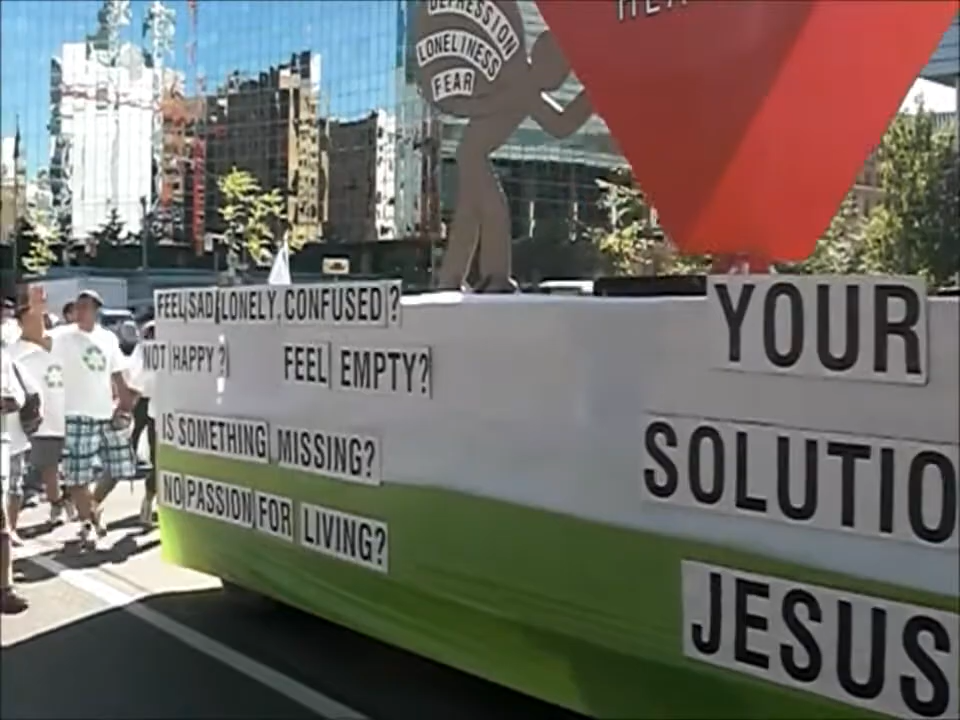 DEPRESSION
LONELINESS
FEAR
FEEL SAD, LONELY, CONFUSED?
NOT HAPPY? FEEL EMPTY?
IS SOMETHING MISSING?
NO PASSION FOR LIVING?
YOUR
SOLUTIO
JESUS